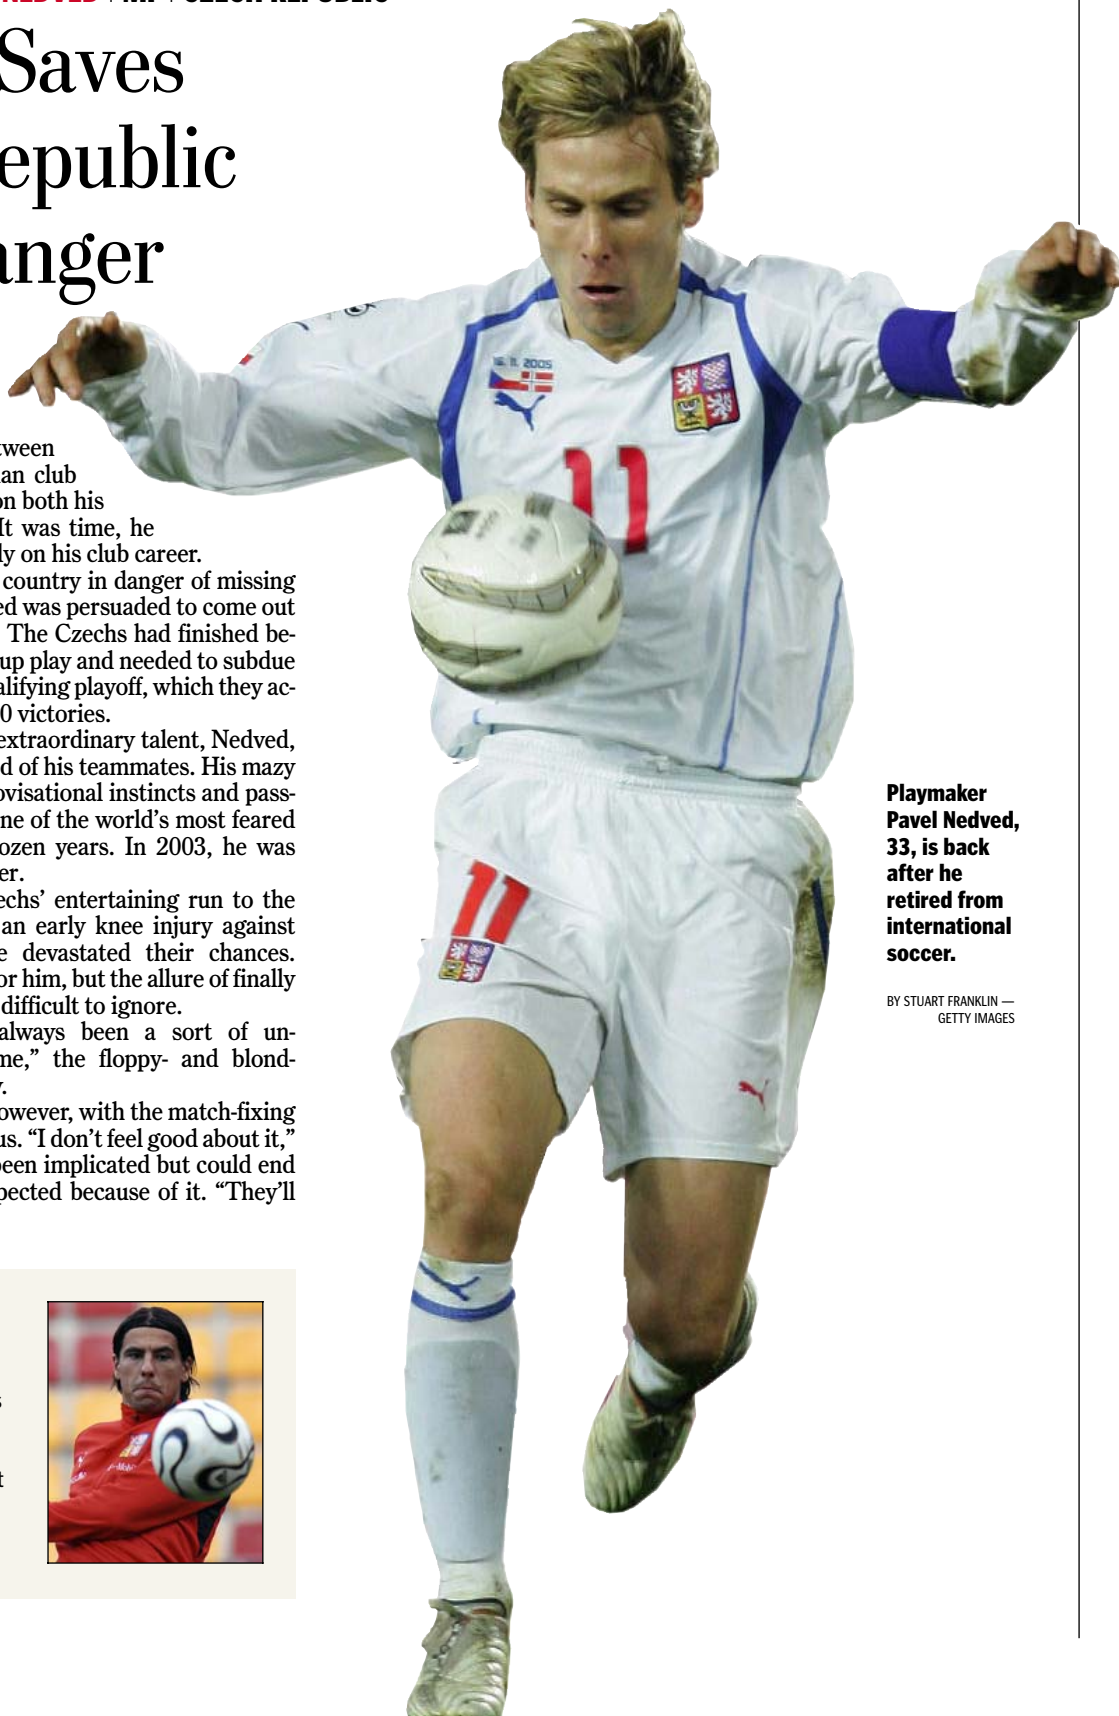 NEDVED | MF | CZECH REPUBLIC
Saves
epublic
anger
tween
an club
on both his
It was time, he
ly on his club career.
country in danger of missing
ed was persuaded to come out
The Czechs had finished be-
up play and needed to subdue
alifying playoff, which they ac-
0 victories.
extraordinary talent, Nedved,
d of his teammates. His mazy
ovisational instincts and pass-
ne of the world’s most feared
ozen years. In 2003, he was
er.
echs’ entertaining run to the
an early knee injury against
e devastated their chances.
or him, but the allure of finally
difficult to ignore.
always been a sort of un-
me,” the floppy- and blond-
y.
owever, with the match-fixing
us. “I don’t feel good about it,”
been implicated but could end
pected because of it. “They’ll
s
t
16. 11. 2005
11
11
Playmaker
Pavel Nedved,
33, is back
after he
retired from
international
soccer.
BY STUART FRANKLIN —
GETTY IMAGES